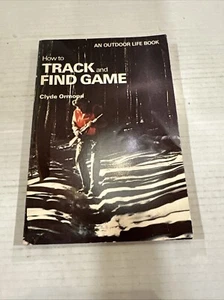 AN OUTDOOR LIFE BOOK
How to
TRACK and
FIND GAME
Clyde Ormond